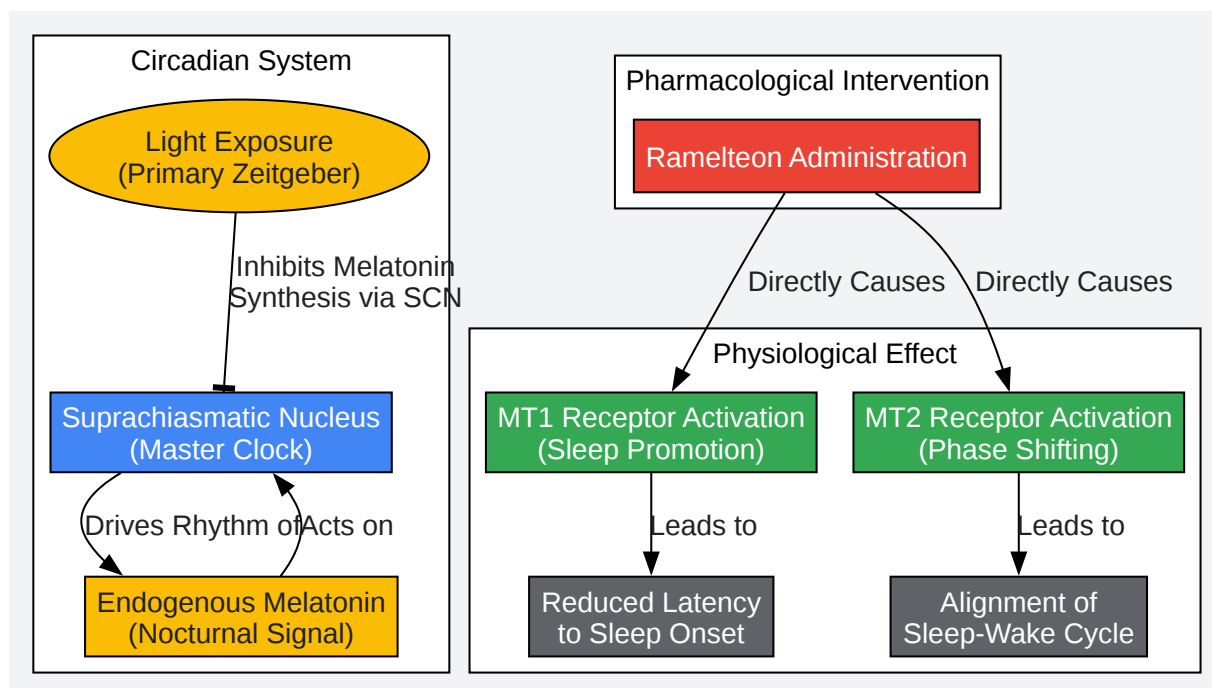 Circadian System
Light Exposure
(Primary Zeitgeber)
Inhibits Melatonin
Synthesis via SCN
Suprachiasmatic Nucleus
(Master Clock)
Drives Rhythm of
Acts on
Endogenous Melatonin
(Nocturnal Signal)
Pharmacological Intervention
Ramelteon Administration
Directly Causes
Directly Causes
Physiological Effect
MT1 Receptor Activation
(Sleep Promotion)
MT2 Receptor Activation
(Phase Shifting)
Leads to
Leads to
Reduced Latency
to Sleep Onset
Alignment of
Sleep-Wake Cycle